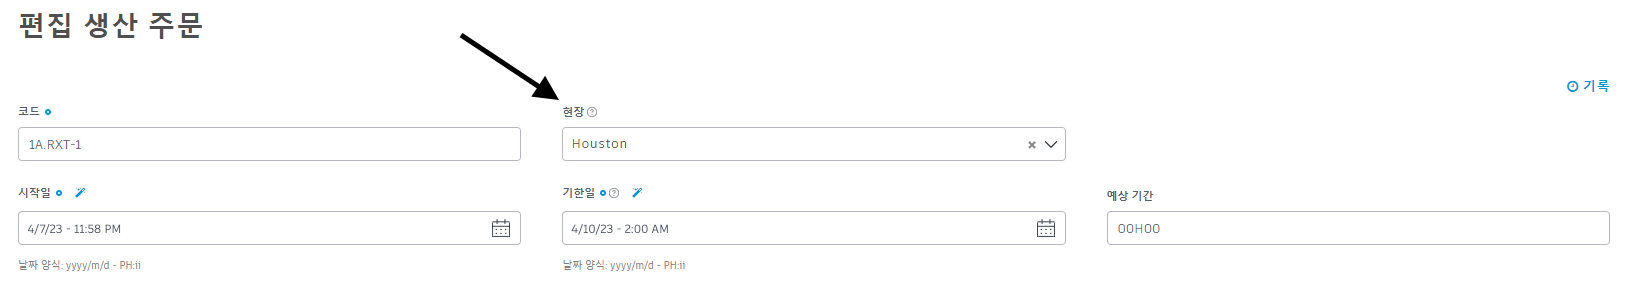 편집 생산 주문
기록
코드
현장
1A.RXT-1
Houston
시작일
기한일
예상 기간
4/7/23 - 11:58 PM
4/10/23 - 2:00 AM
00H00
날짜 양식: yyyy/m/d - PH:ii
날짜 양식: yyyy/m/d - PH:ii